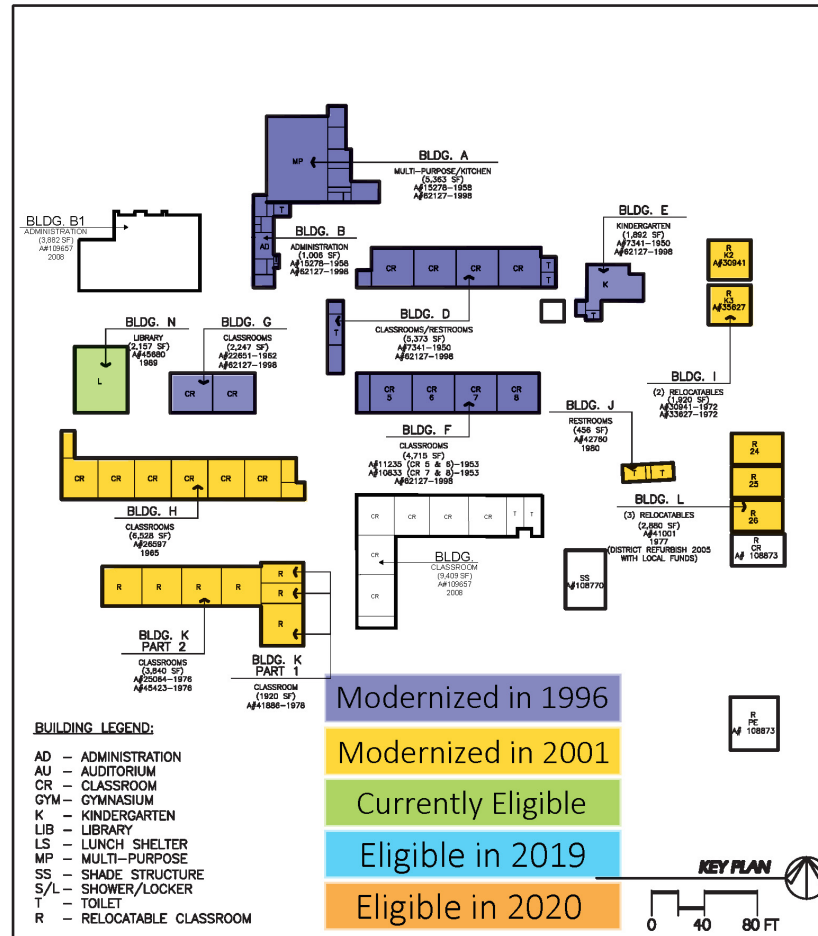 BLDG. A
MULTI-PURPOSE/KITCHEN
(5,363 SF)
A#15278-1958
A#62127-1998
MP
BLDG. B1
ADMINISTRATION
(3,882 SF)
A#109657
2008
BLDG. B
ADMINISTRATION
(1,006 SF)
A#15278-1958
A#62127-1998
T
AD
BLDG. E
KINDERGARTEN
(1,892 SF)
A#7341-1950
A#62127-1998
K
T
R
K2
A#30941
R
K3
A#35627
CR CR CR CR T T
BLDG. N
LIBRARY
(2,157 SF)
A#45680
1989
L
BLDG. G
CLASSROOMS
(2,247 SF)
A#22651-1962
A#62127-1998
CR CR
T
BLDG. D
CLASSROOMS/RESTROOMS
(5,373 SF)
A#7341-1950
A#62127-1998
BLDG. I
(2) RELOCATABLES
(1,920 SF)
A#30941-1972
A#33627-1972
CR 5 CR 6 CR 7 CR 8
BLDG. F
CLASSROOMS
(4,715 SF)
A#11235 (CR 5 & 6)-1953
A#10633 (CR 7 & 8)-1953
A#62127-1998
BLDG. J
RESTROOMS
(456 SF)
A#42760
1980
T T
CR CR CR CR CR CR
BLDG. H
CLASSROOMS
(6,528 SF)
A#26597
1965
BLDG. L
(3) RELOCATABLES
(2,880 SF)
A#41001
1977
(DISTRICT REFURBISH 2005
WITH LOCAL FUNDS)
R
24
R
25
R
26
R
CR
A# 108873
CR CR CR CR T T
CR
CR
BLDG.
CLASSROOM
(9,409 SF)
A#109657
2008
SS
A#108770
R R R R
R
R
R
BLDG. K
PART 2
CLASSROOMS
(3,840 SF)
A#25064-1976
A#45423-1976
BLDG. K
PART 1
CLASSROOM
(1920 SF)
A#41886-1978
R
PE
A# 108873
Modernized in 1996
Modernized in 2001
Currently Eligible
Eligible in 2019
Eligible in 2020
BUILDING LEGEND:
AD – ADMINISTRATION
AU – AUDITORIUM
CR – CLASSROOM
GYM – GYMNASIUM
K – KINDERGARTEN
LIB – LIBRARY
LS – LUNCH SHELTER
MP – MULTI-PURPOSE
SS – SHADE STRUCTURE
S/L – SHOWER/LOCKER
T – TOILET
R – RELOCATABLE CLASSROOM
KEY PLAN
0 40 80 FT